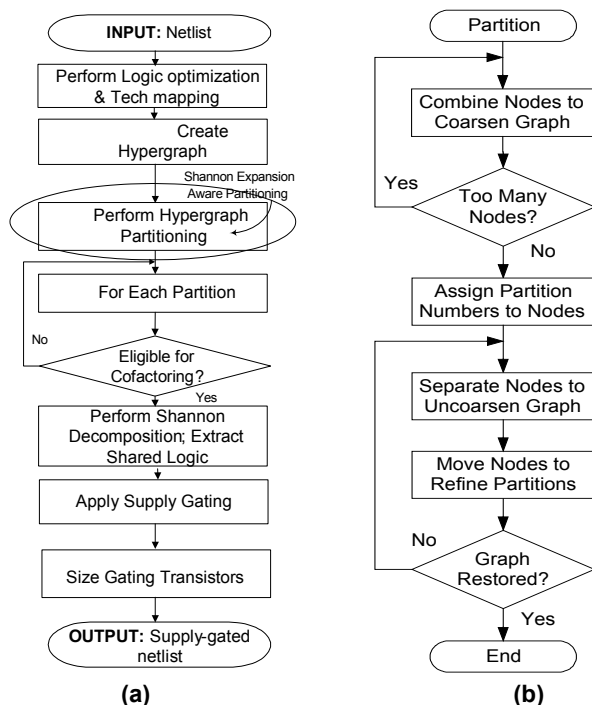 INPUT: Netlist
Perform Logic optimization
& Tech mapping
Create
Hypergraph
Shannon Expansion
Aware Partitioning
Perform Hypergraph
Partitioning
For Each Partition
No
Eligible for
Cofactoring?
Yes
Perform Shannon
Decomposition; Extract
Shared Logic
Apply Supply Gating
Size Gating Transistors
OUTPUT: Supply-gated
netlist
(a)
Partition
Combine Nodes to
Coarsen Graph
Yes
Too Many
Nodes?
No
Assign Partition
Numbers to Nodes
Separate Nodes to
Uncoarsen Graph
Move Nodes to
Refine Partitions
No
Graph
Restored?
Yes
End
(b)